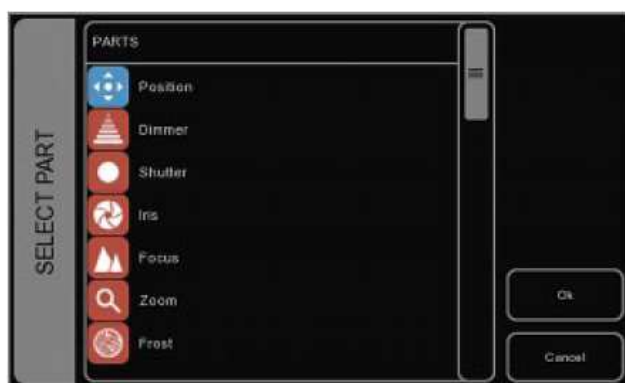 SELECT PART
PARTS
Position
Dimmer
Shutter
Iris
Focus
Zoom
Frost
Ok
Cancel